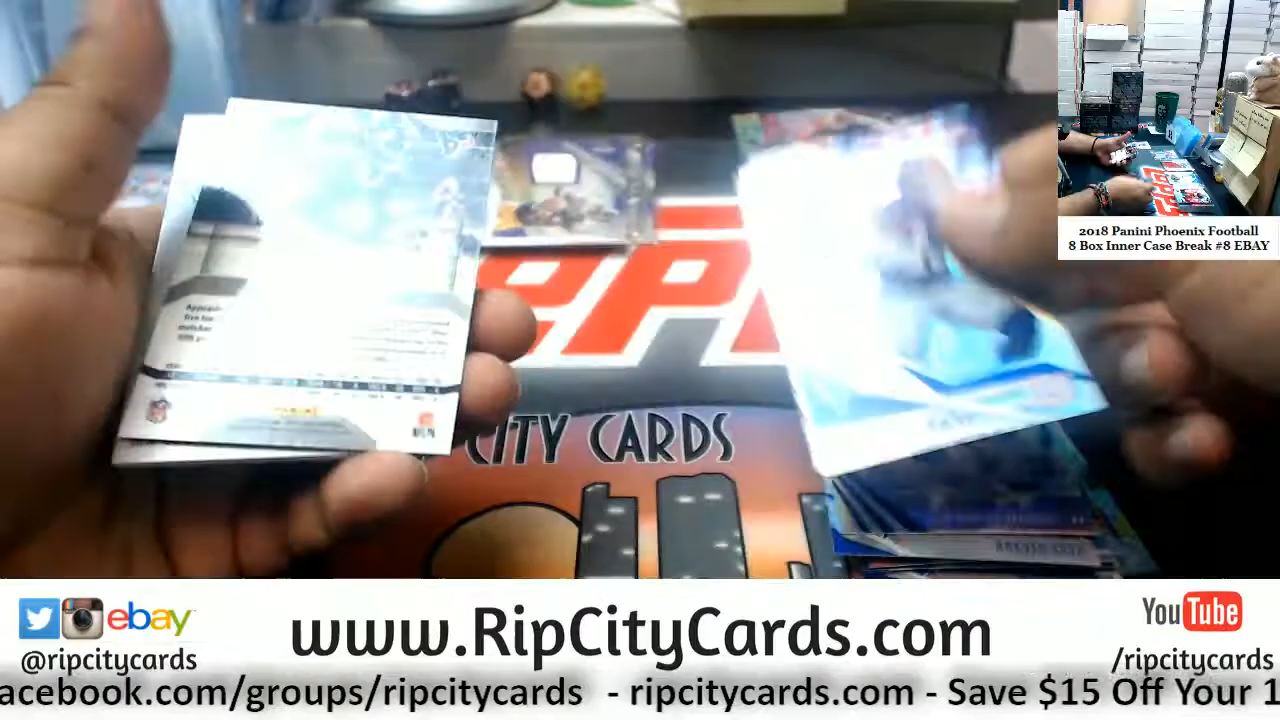 2018 Panini Phoenix Football
8 Box Inner Case Break #8 EBAY
CITY CARDS
ebay
www.RipCityCards.com
YouTube
@ripcitycards
/ripcitycards
acebook.com/groups/ripcitycards - ripcitycards.com - Save $15 Off Your 1